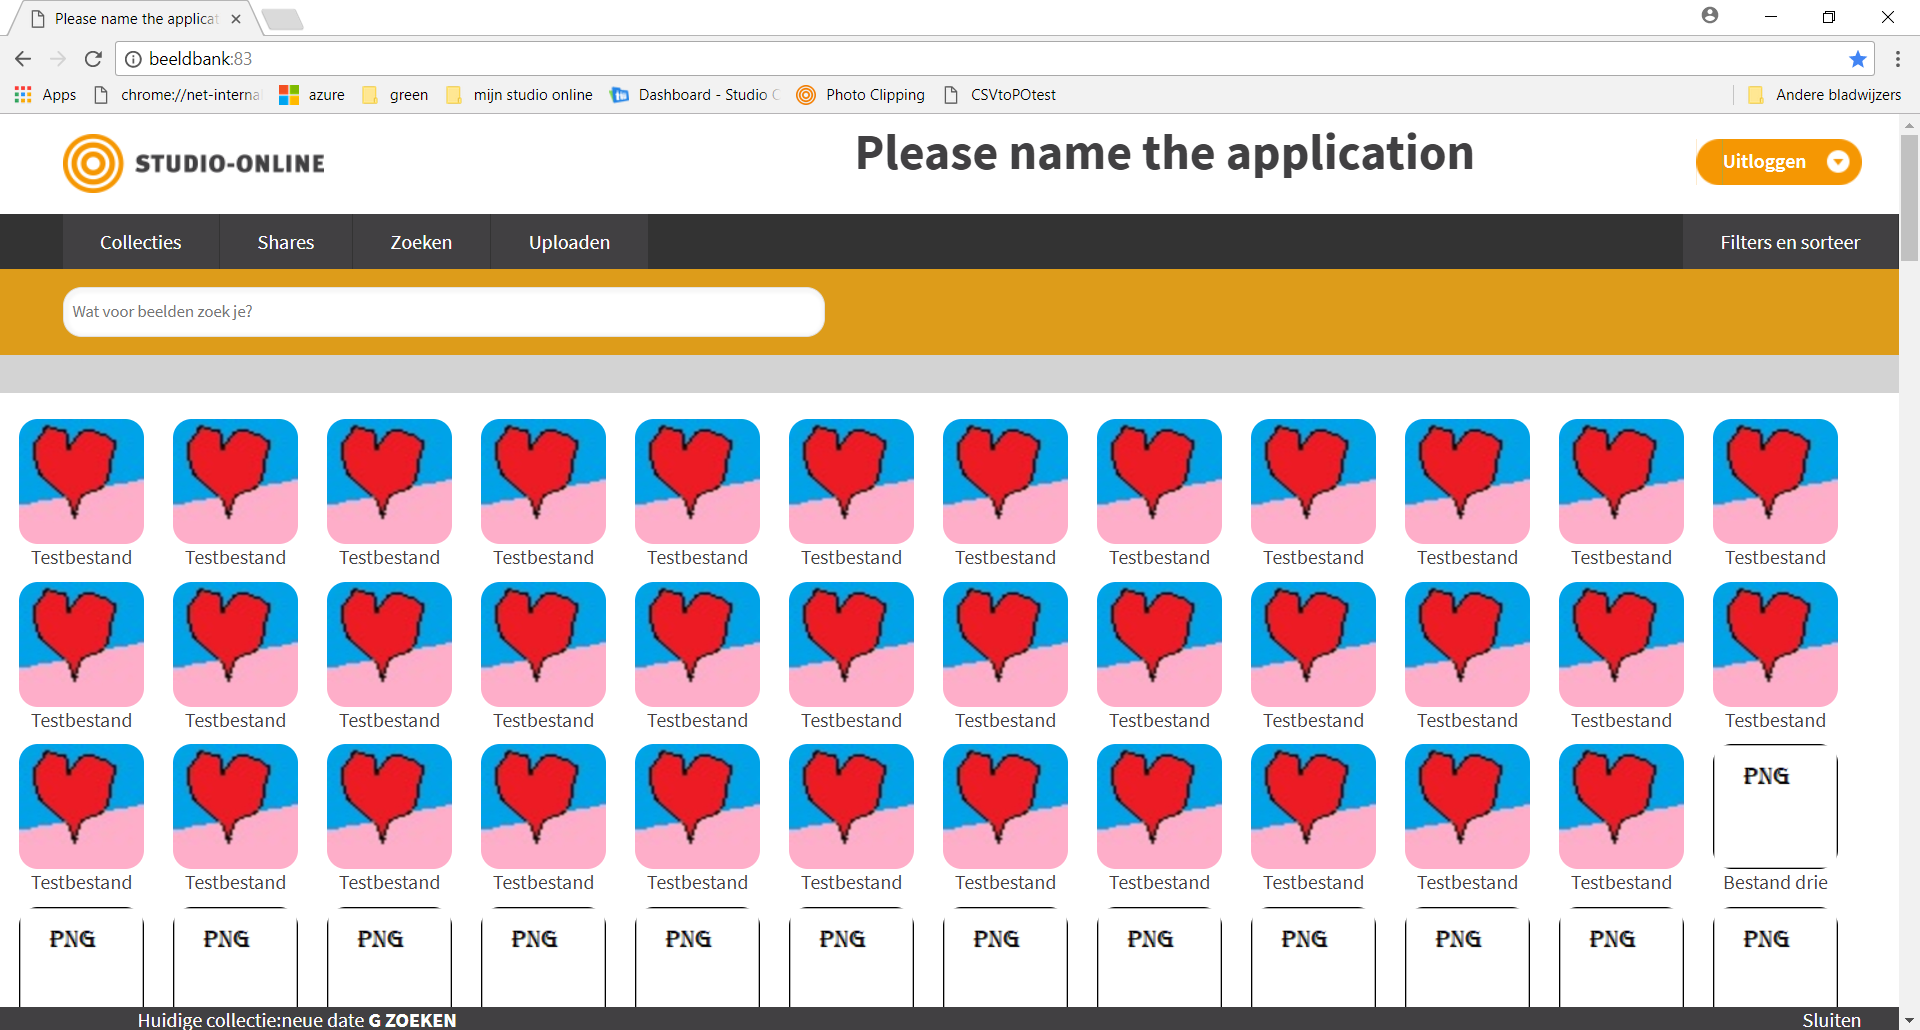 Please name the applicat
beeldbank:83
Apps chrome://net-interna azure green mijn studio online Dashboard - Studio C Photo Clipping CSVtoPOtest Andere bladwijzers
STUDIO-ONLINE Please name the application Uitloggen
Collecties Shares Zoeken Uploaden Filters en sorteer
Wat voor beelden zoek je?
Testbestand Testbestand Testbestand Testbestand Testbestand Testbestand Testbestand Testbestand Testbestand Testbestand Testbestand Testbestand
Testbestand Testbestand Testbestand Testbestand Testbestand Testbestand Testbestand Testbestand Testbestand Testbestand Testbestand Testbestand
PNG
Testbestand Testbestand Testbestand Testbestand Testbestand Testbestand Testbestand Testbestand Testbestand Testbestand Testbestand Bestand drie
PNG PNG PNG PNG PNG PNG PNG PNG PNG PNG PNG PNG
Huidige collectie:neue date G ZOEKEN Sluiten